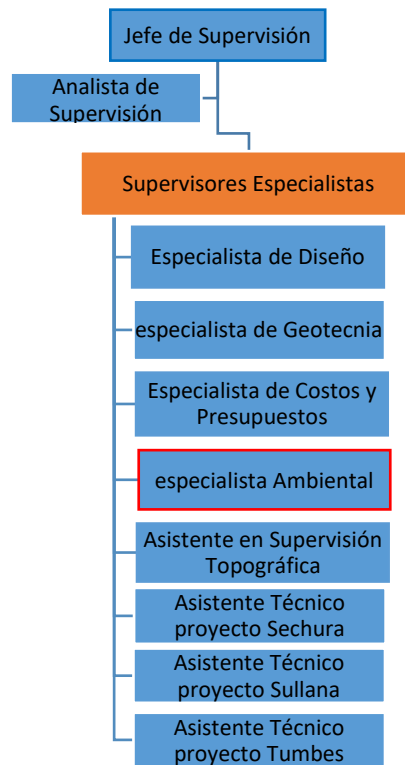 Jefe de Supervisión
Analista de
Supervisión
Supervisores Especialistas
Especialista de Diseño
especialista de Geotecnia
Especialista de Costos y
Presupuestos
especialista Ambiental
Asistente en Supervisión
Topográfica
Asistente Técnico
proyecto Sechura
Asistente Técnico
proyecto Sullana
Asistente Técnico
proyecto Tumbes